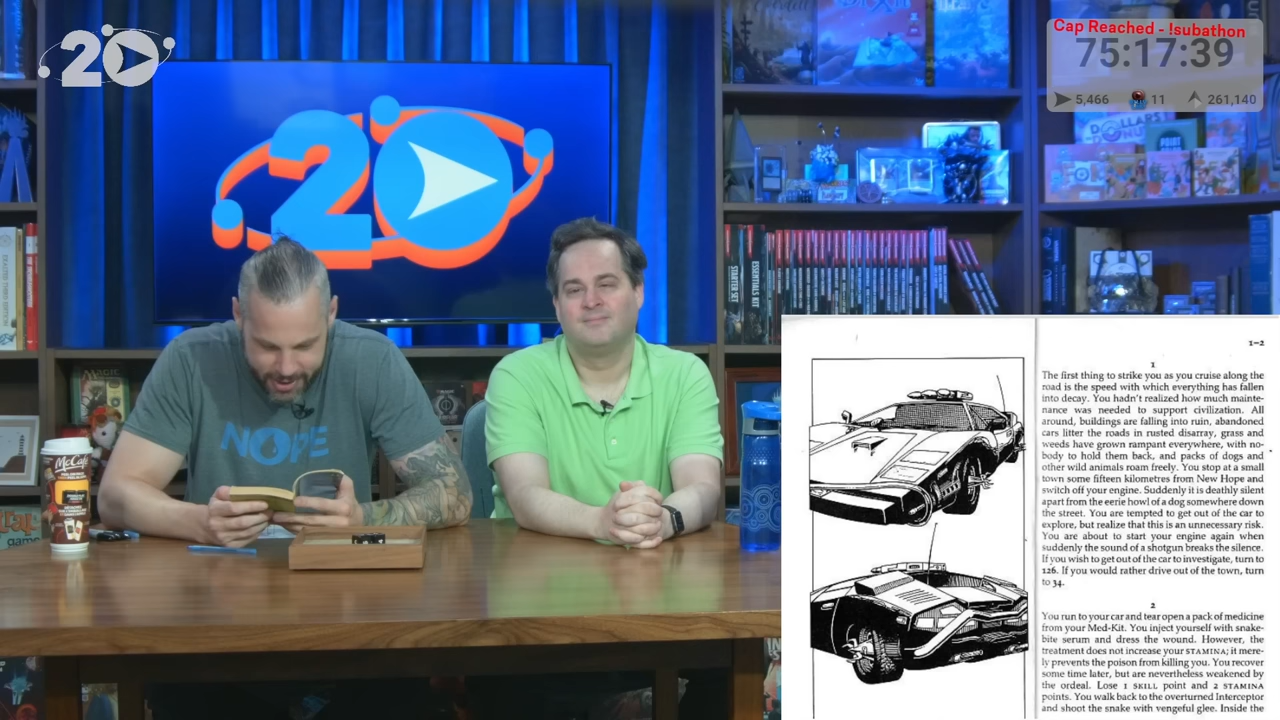 20
Cap Reached - !subathon
75:17:39
5,466
11
261,140
20
DOLLARS
STARTER SET
ESSENTIALS KIT
MAGIC
NOPE
McCafé
game
1–2
1
The first thing to strike you as you cruise along the
road is the speed with which everything has fallen
into decay. You hadn't realized how much mainte-
nance was needed to support civilization. All
around, buildings are falling into ruin, abandoned
cars litter the roads in rusted disarray, grass and
weeds have grown rampant everywhere, with no-
body to hold them back, and packs of dogs and
other wild animals roam freely. You stop at a small
town some fifteen kilometres from New Hope and
switch off your engine. Suddenly it is deathly silent
apart from the eerie howl of a dog somewhere down
the street. You are tempted to get out of the car to
explore, but realize that this is an unnecessary risk.
You are about to start your engine again when
suddenly the sound of a shotgun breaks the silence.
If you wish to get out of the car to investigate, turn to
126. If you would rather drive out of the town, turn
to 34.
2
You run to your car and tear open a pack of medicine
from your Med-Kit. You inject yourself with snake-
bite serum and dress the wound. However, the
treatment does not increase your STAMINA; it mere-
ly prevents the poison from killing you. You recover
some time later, but are nevertheless weakened by
the ordeal. Lose 1 SKILL point and 2 STAMINA
points. You walk back to the overturned Interceptor
and shoot the snake with vengeful glee. Inside the